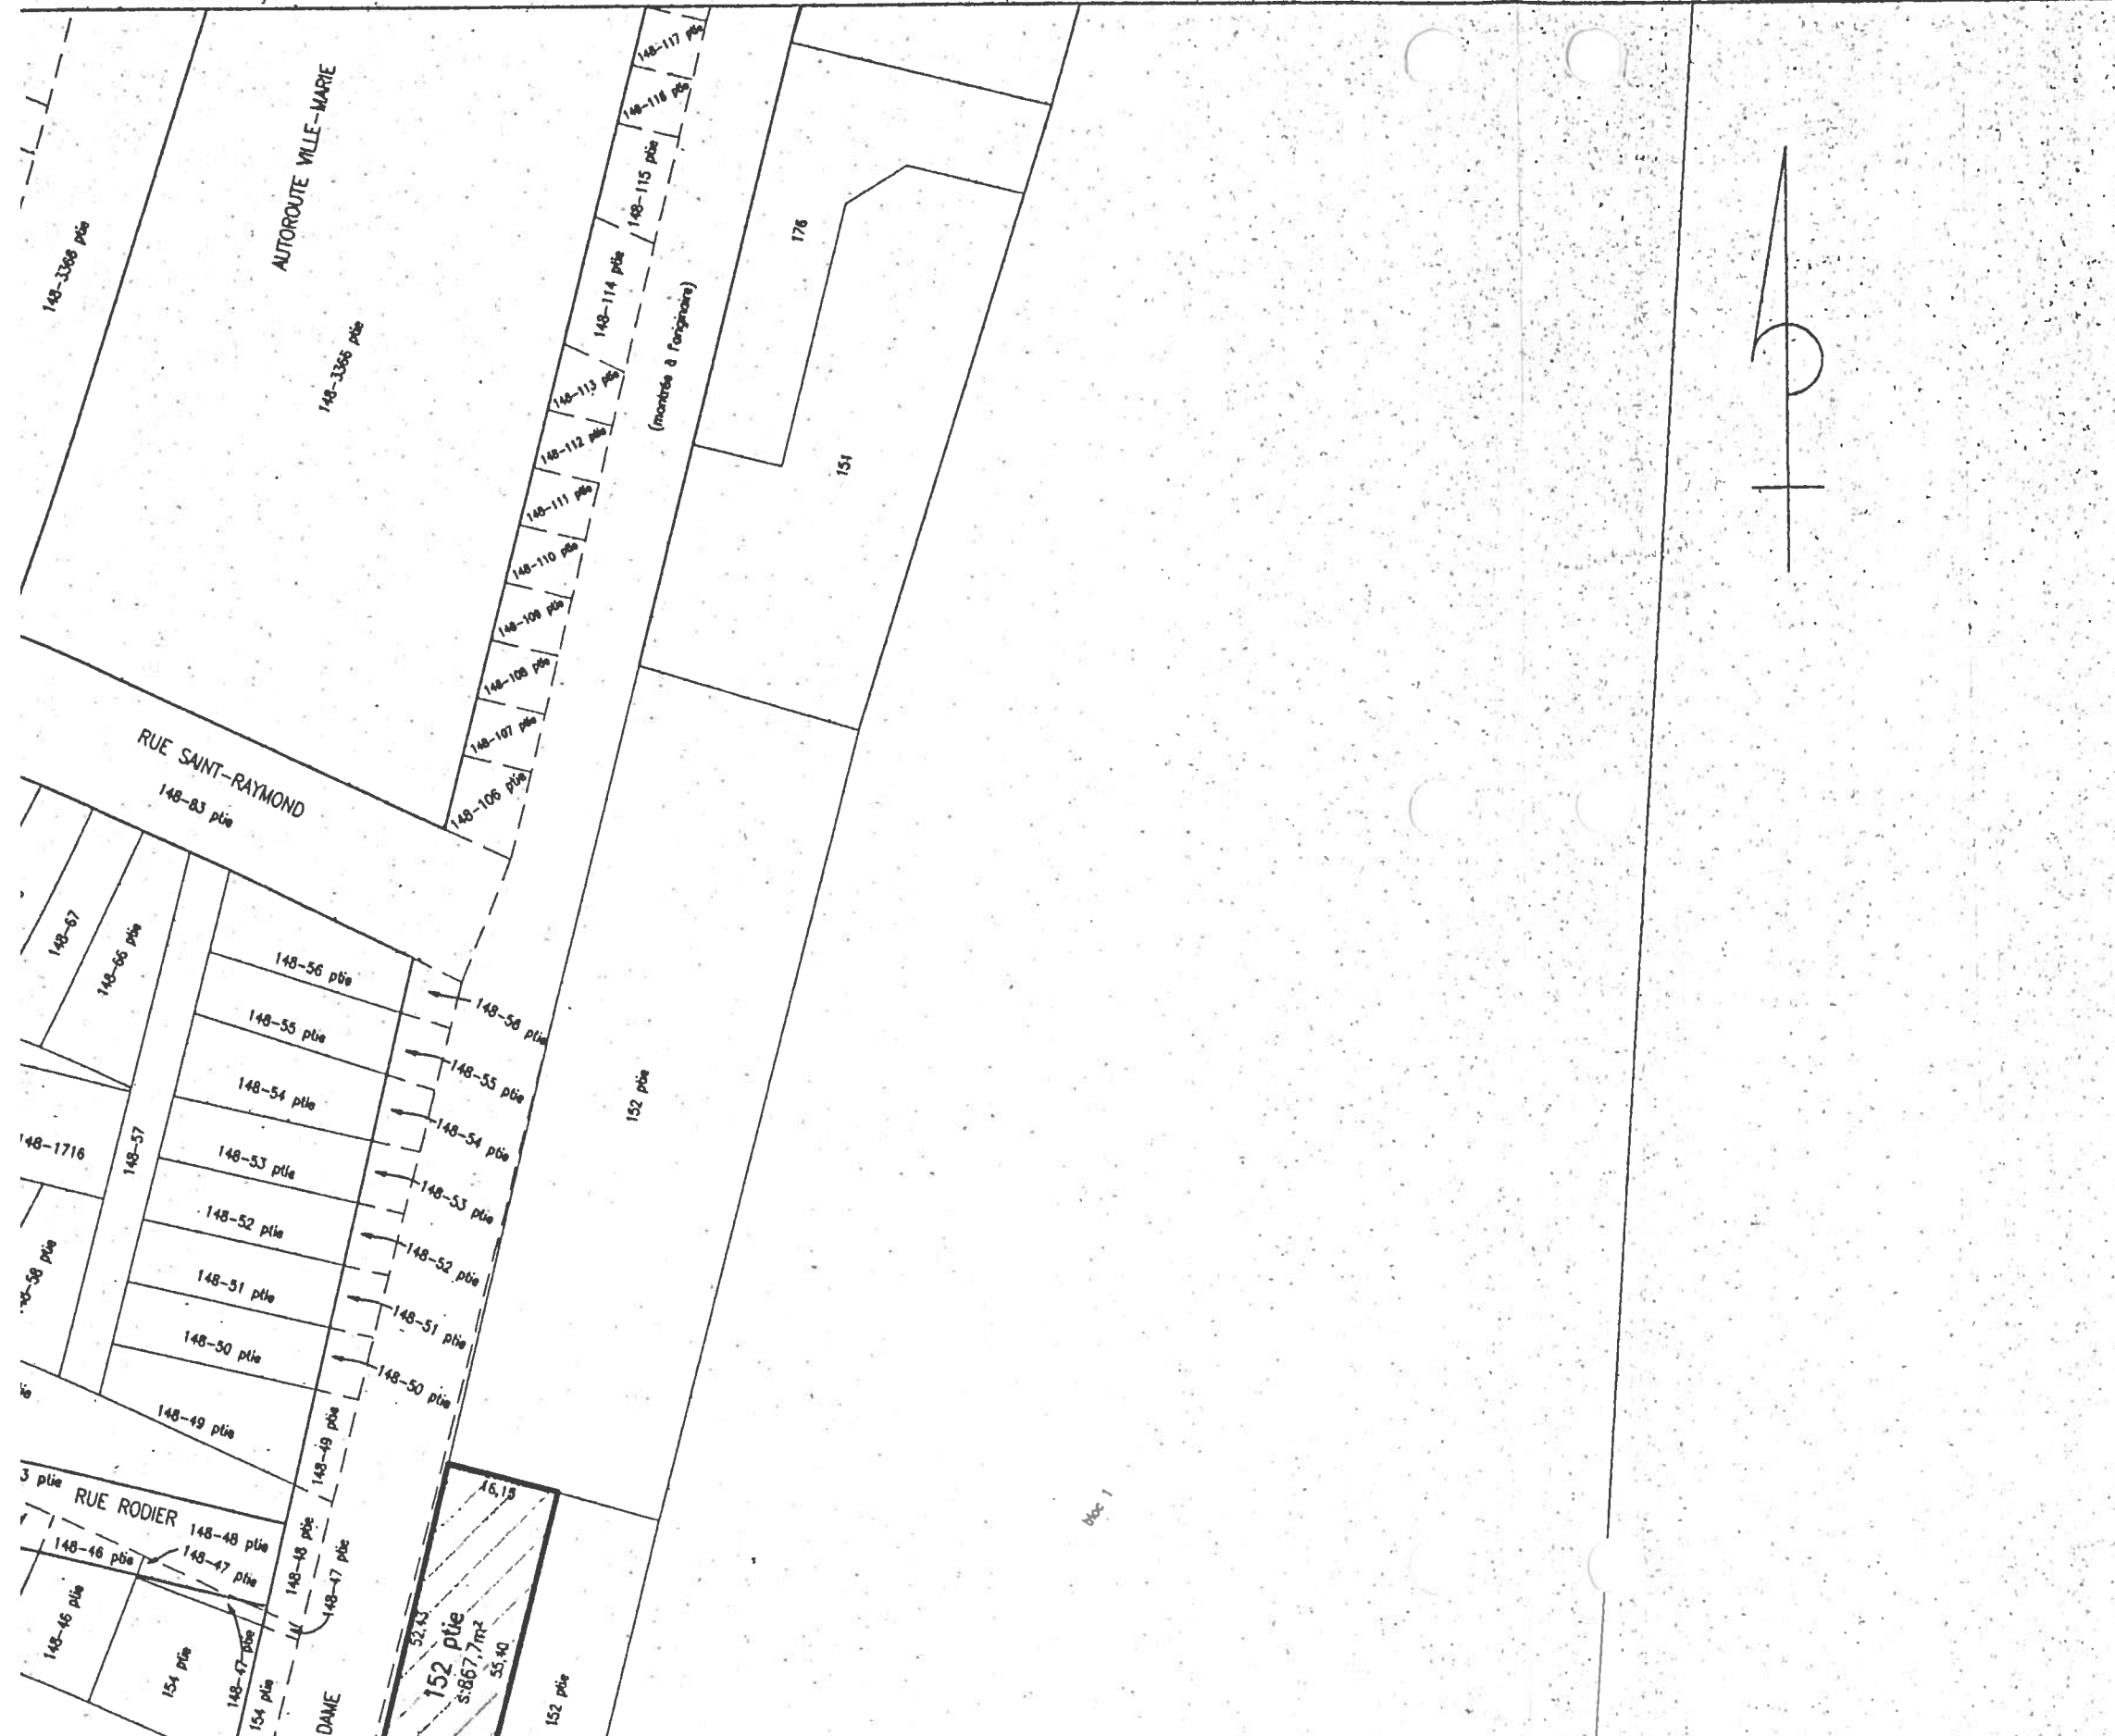 148-117 ptie
148-116 ptie
148-115 ptie
148-114 ptie
148-113 ptie
148-112 ptie
148-111 ptie
148-110 ptie
148-109 ptie
148-108 ptie
148-107 ptie
148-106 ptie
AUTOROUTE VILLE-MARIE
148-3366 ptie
148-3365 ptie
(montrée à l'originaire)
176
151
RUE SAINT-RAYMOND
148-83 ptie
148-67
148-66 ptie
148-56 ptie
148-55 ptie
148-54 ptie
148-53 ptie
148-52 ptie
148-51 ptie
148-50 ptie
148-49 ptie
148-56 ptie
148-55 ptie
148-54 ptie
148-53 ptie
148-52 ptie
148-51 ptie
148-50 ptie
148-49 ptie
148-1716
148-57
152 ptie
3 ptie
RUE RODIER
148-48 ptie
148-46 ptie
148-47 ptie
148-48 ptie
148-47 ptie
148-46 ptie
154 ptie
148-47 ptie
154 ptie
DAME
16,15
52,43
152 ptie
s:867,7m²
55,40
152 ptie
bloc 1